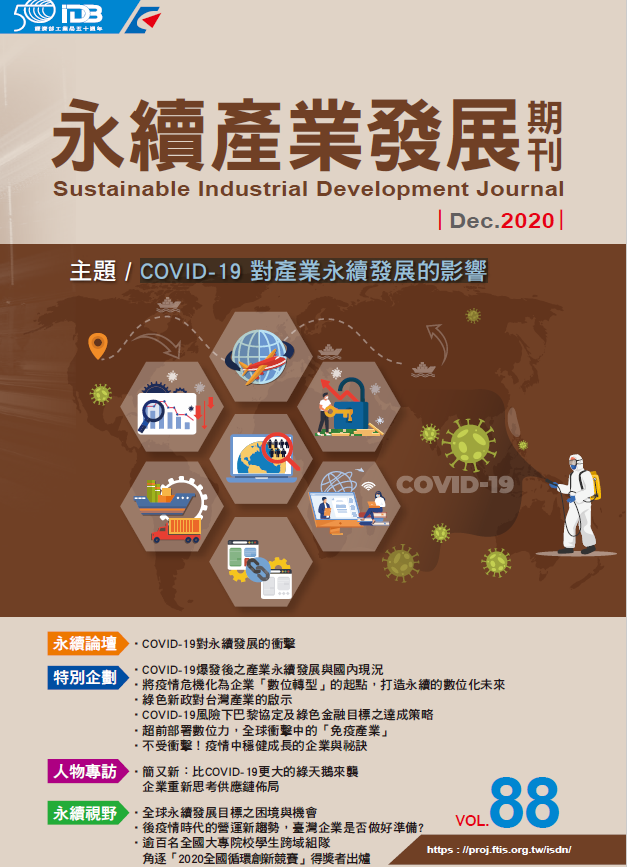 50 iDB
經濟部工業局五十週年
永續產業發展 期刊
Sustainable Industrial Development Journal
Dec.2020
主題 / COVID-19 對產業永續發展的影響
COVID-19
永續論壇
・COVID-19對永續發展的衝擊
特別企劃
・COVID-19爆發後之產業永續發展與國內現況
・將疫情危機化為企業「數位轉型」的起點，打造永續的數位化未來
・綠色新政對台灣產業的啟示
・COVID-19風險下巴黎協定及綠色金融目標之達成策略
・超前部署數位力，全球衝擊中的「免疫產業」
・不受衝擊！疫情中穩健成長的企業與祕訣
人物專訪
・簡又新：比COVID-19更大的綠天鵝來襲
企業重新思考供應鏈佈局
永續視野
・全球永續發展目標之困境與機會
・後疫情時代的營運新趨勢，臺灣企業是否做好準備?
・逾百名全國大專院校學生跨域組隊
角逐「2020全國循環創新競賽」得獎者出爐
VOL.88
https : //proj.ftis.org.tw/isdn/